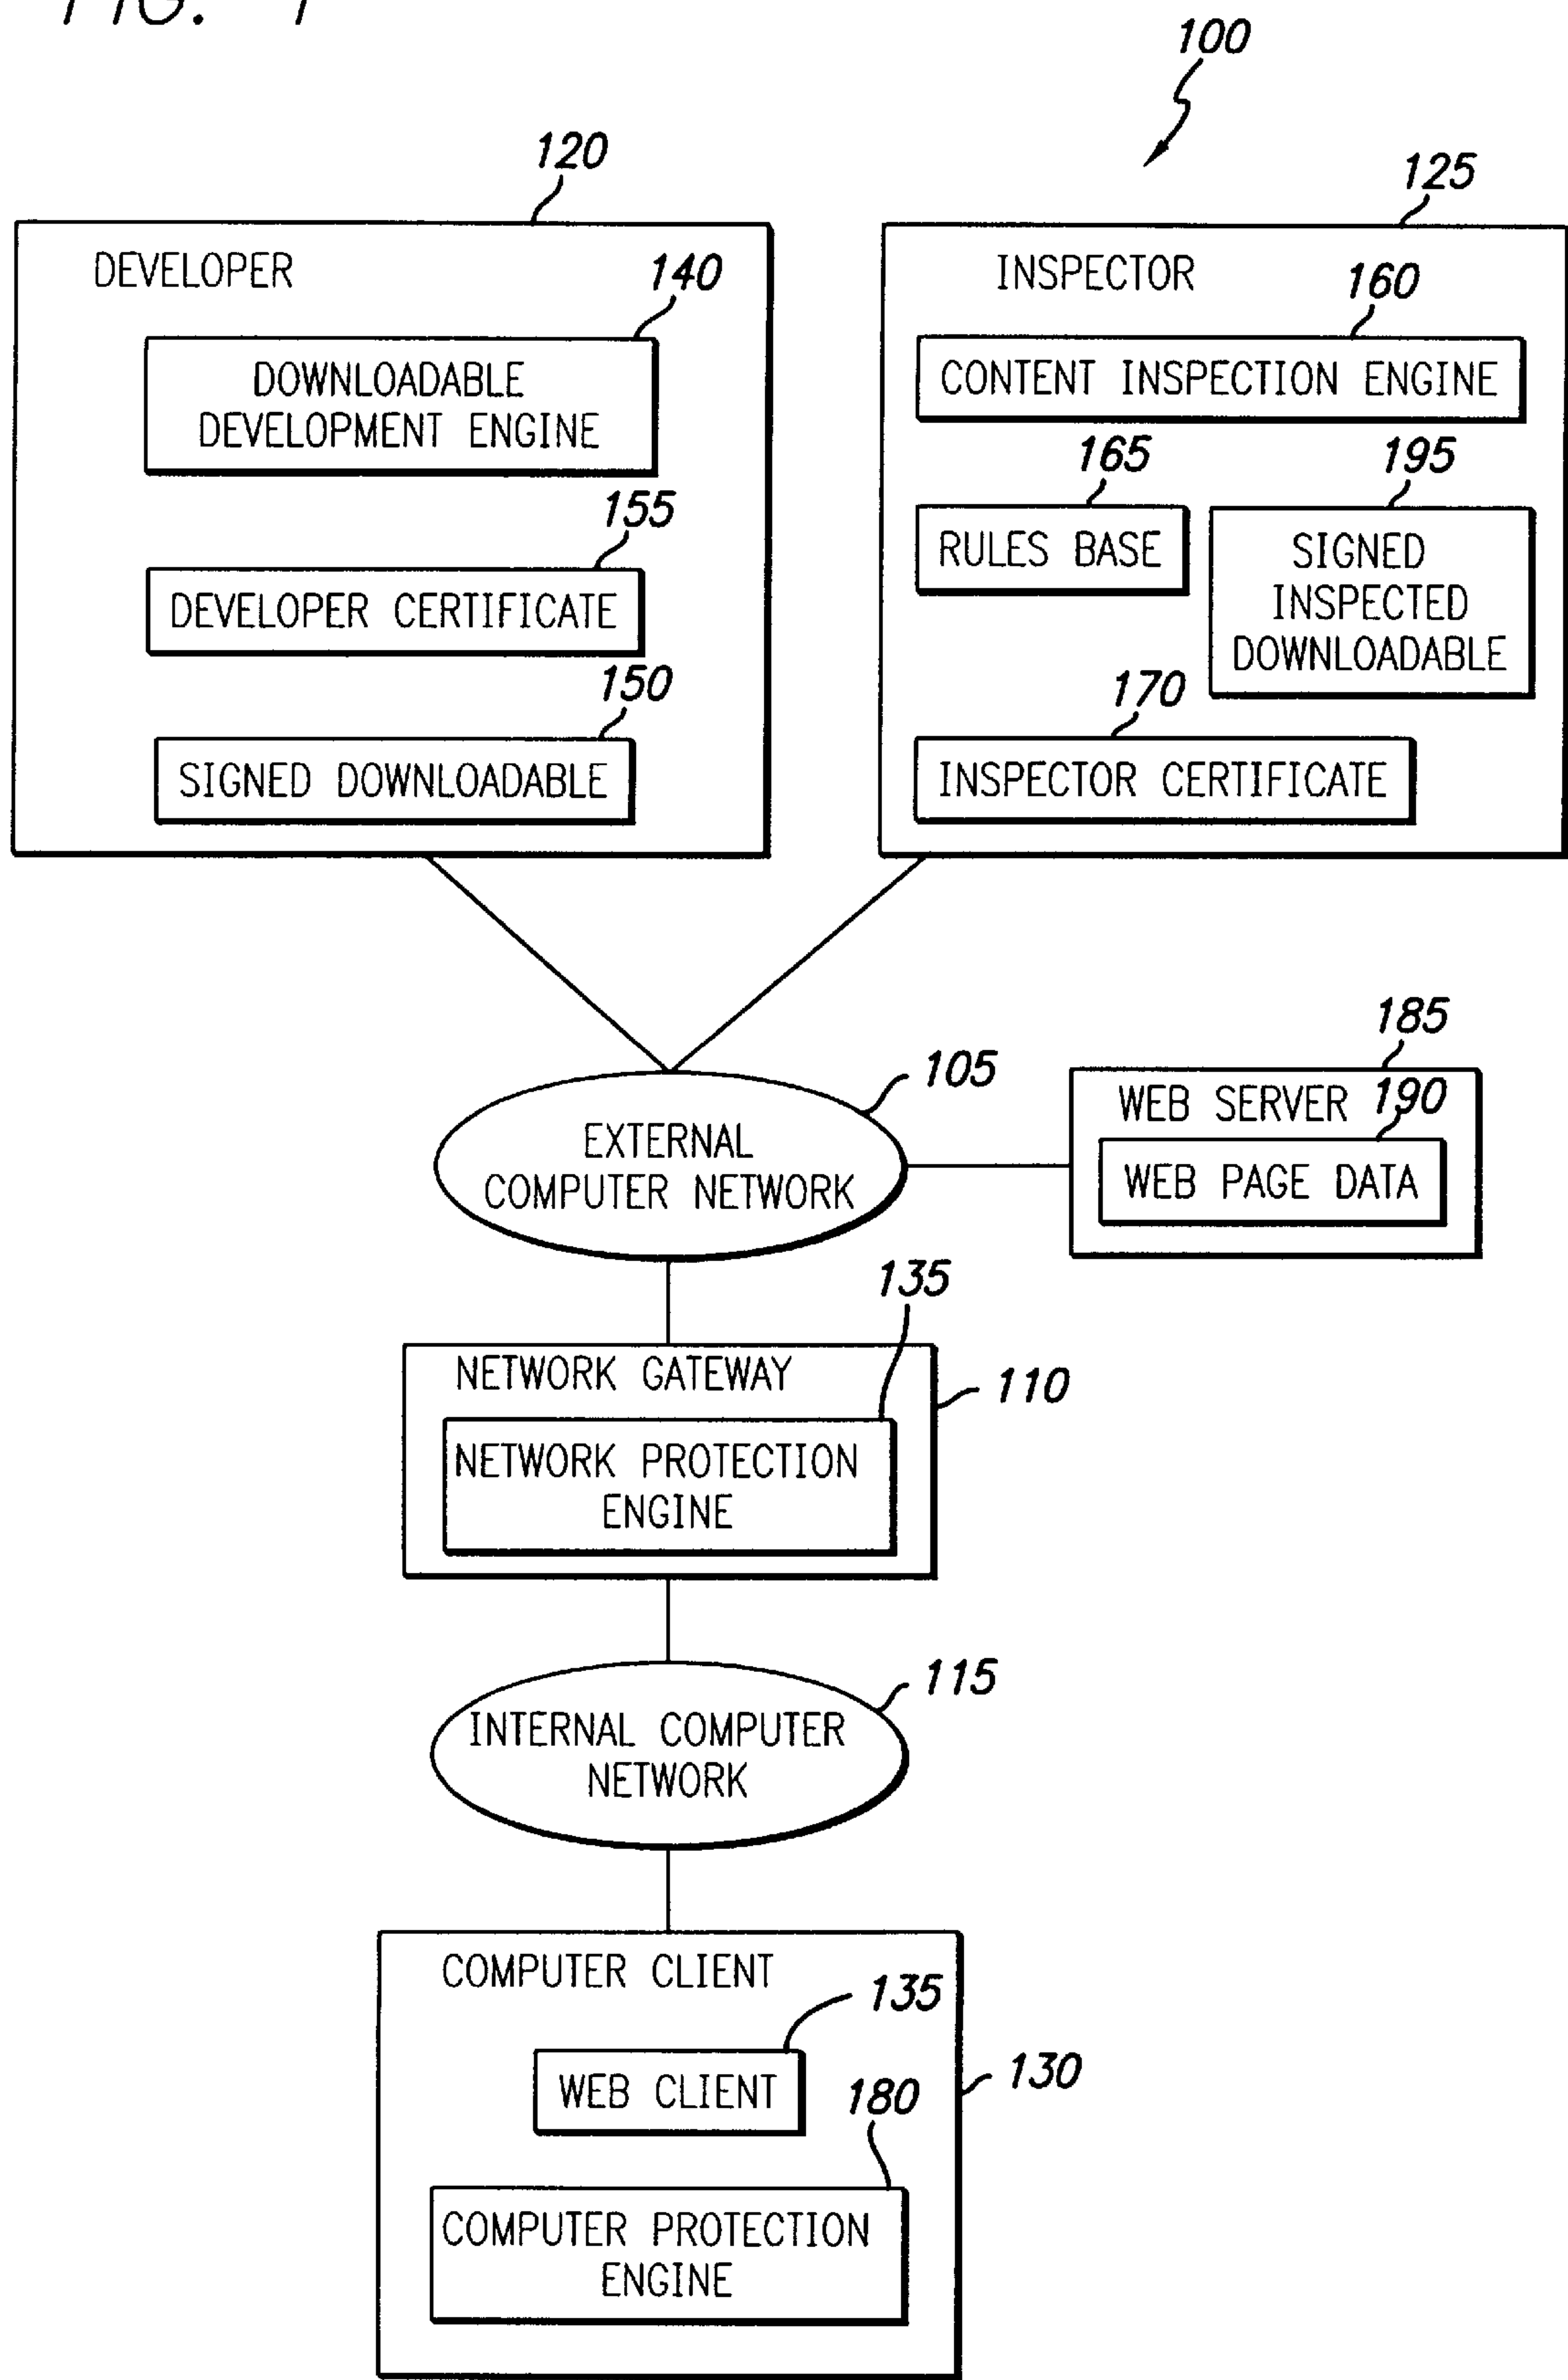 FIG. 1
100
120
125
DEVELOPER
140
DOWNLOADABLE
DEVELOPMENT ENGINE
155
DEVELOPER CERTIFICATE
150
SIGNED DOWNLOADABLE
INSPECTOR
160
CONTENT INSPECTION ENGINE
165
195
RULES BASE
SIGNED
INSPECTED
DOWNLOADABLE
170
INSPECTOR CERTIFICATE
105
EXTERNAL
COMPUTER NETWORK
185
WEB SERVER
190
WEB PAGE DATA
135
NETWORK GATEWAY
110
NETWORK PROTECTION
ENGINE
115
INTERNAL COMPUTER
NETWORK
COMPUTER CLIENT
135
WEB CLIENT
130
180
COMPUTER PROTECTION
ENGINE